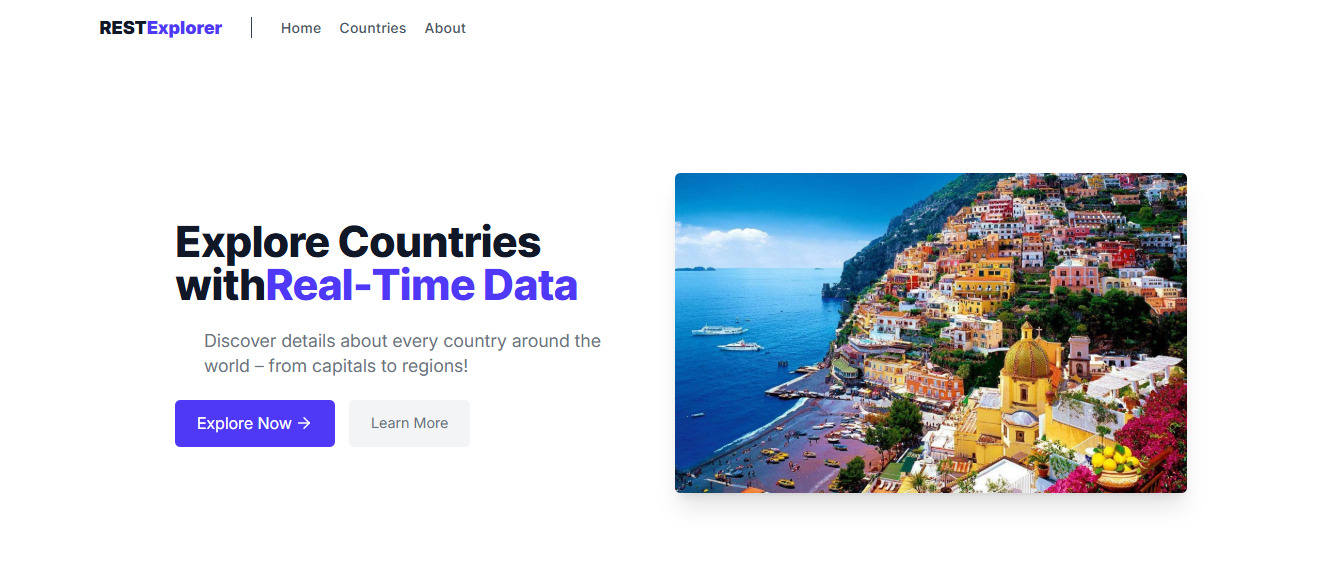 RESTExplorer
Home Countries About
Explore Countries
withReal-Time Data
Discover details about every country around the
world – from capitals to regions!
Explore Now →
Learn More